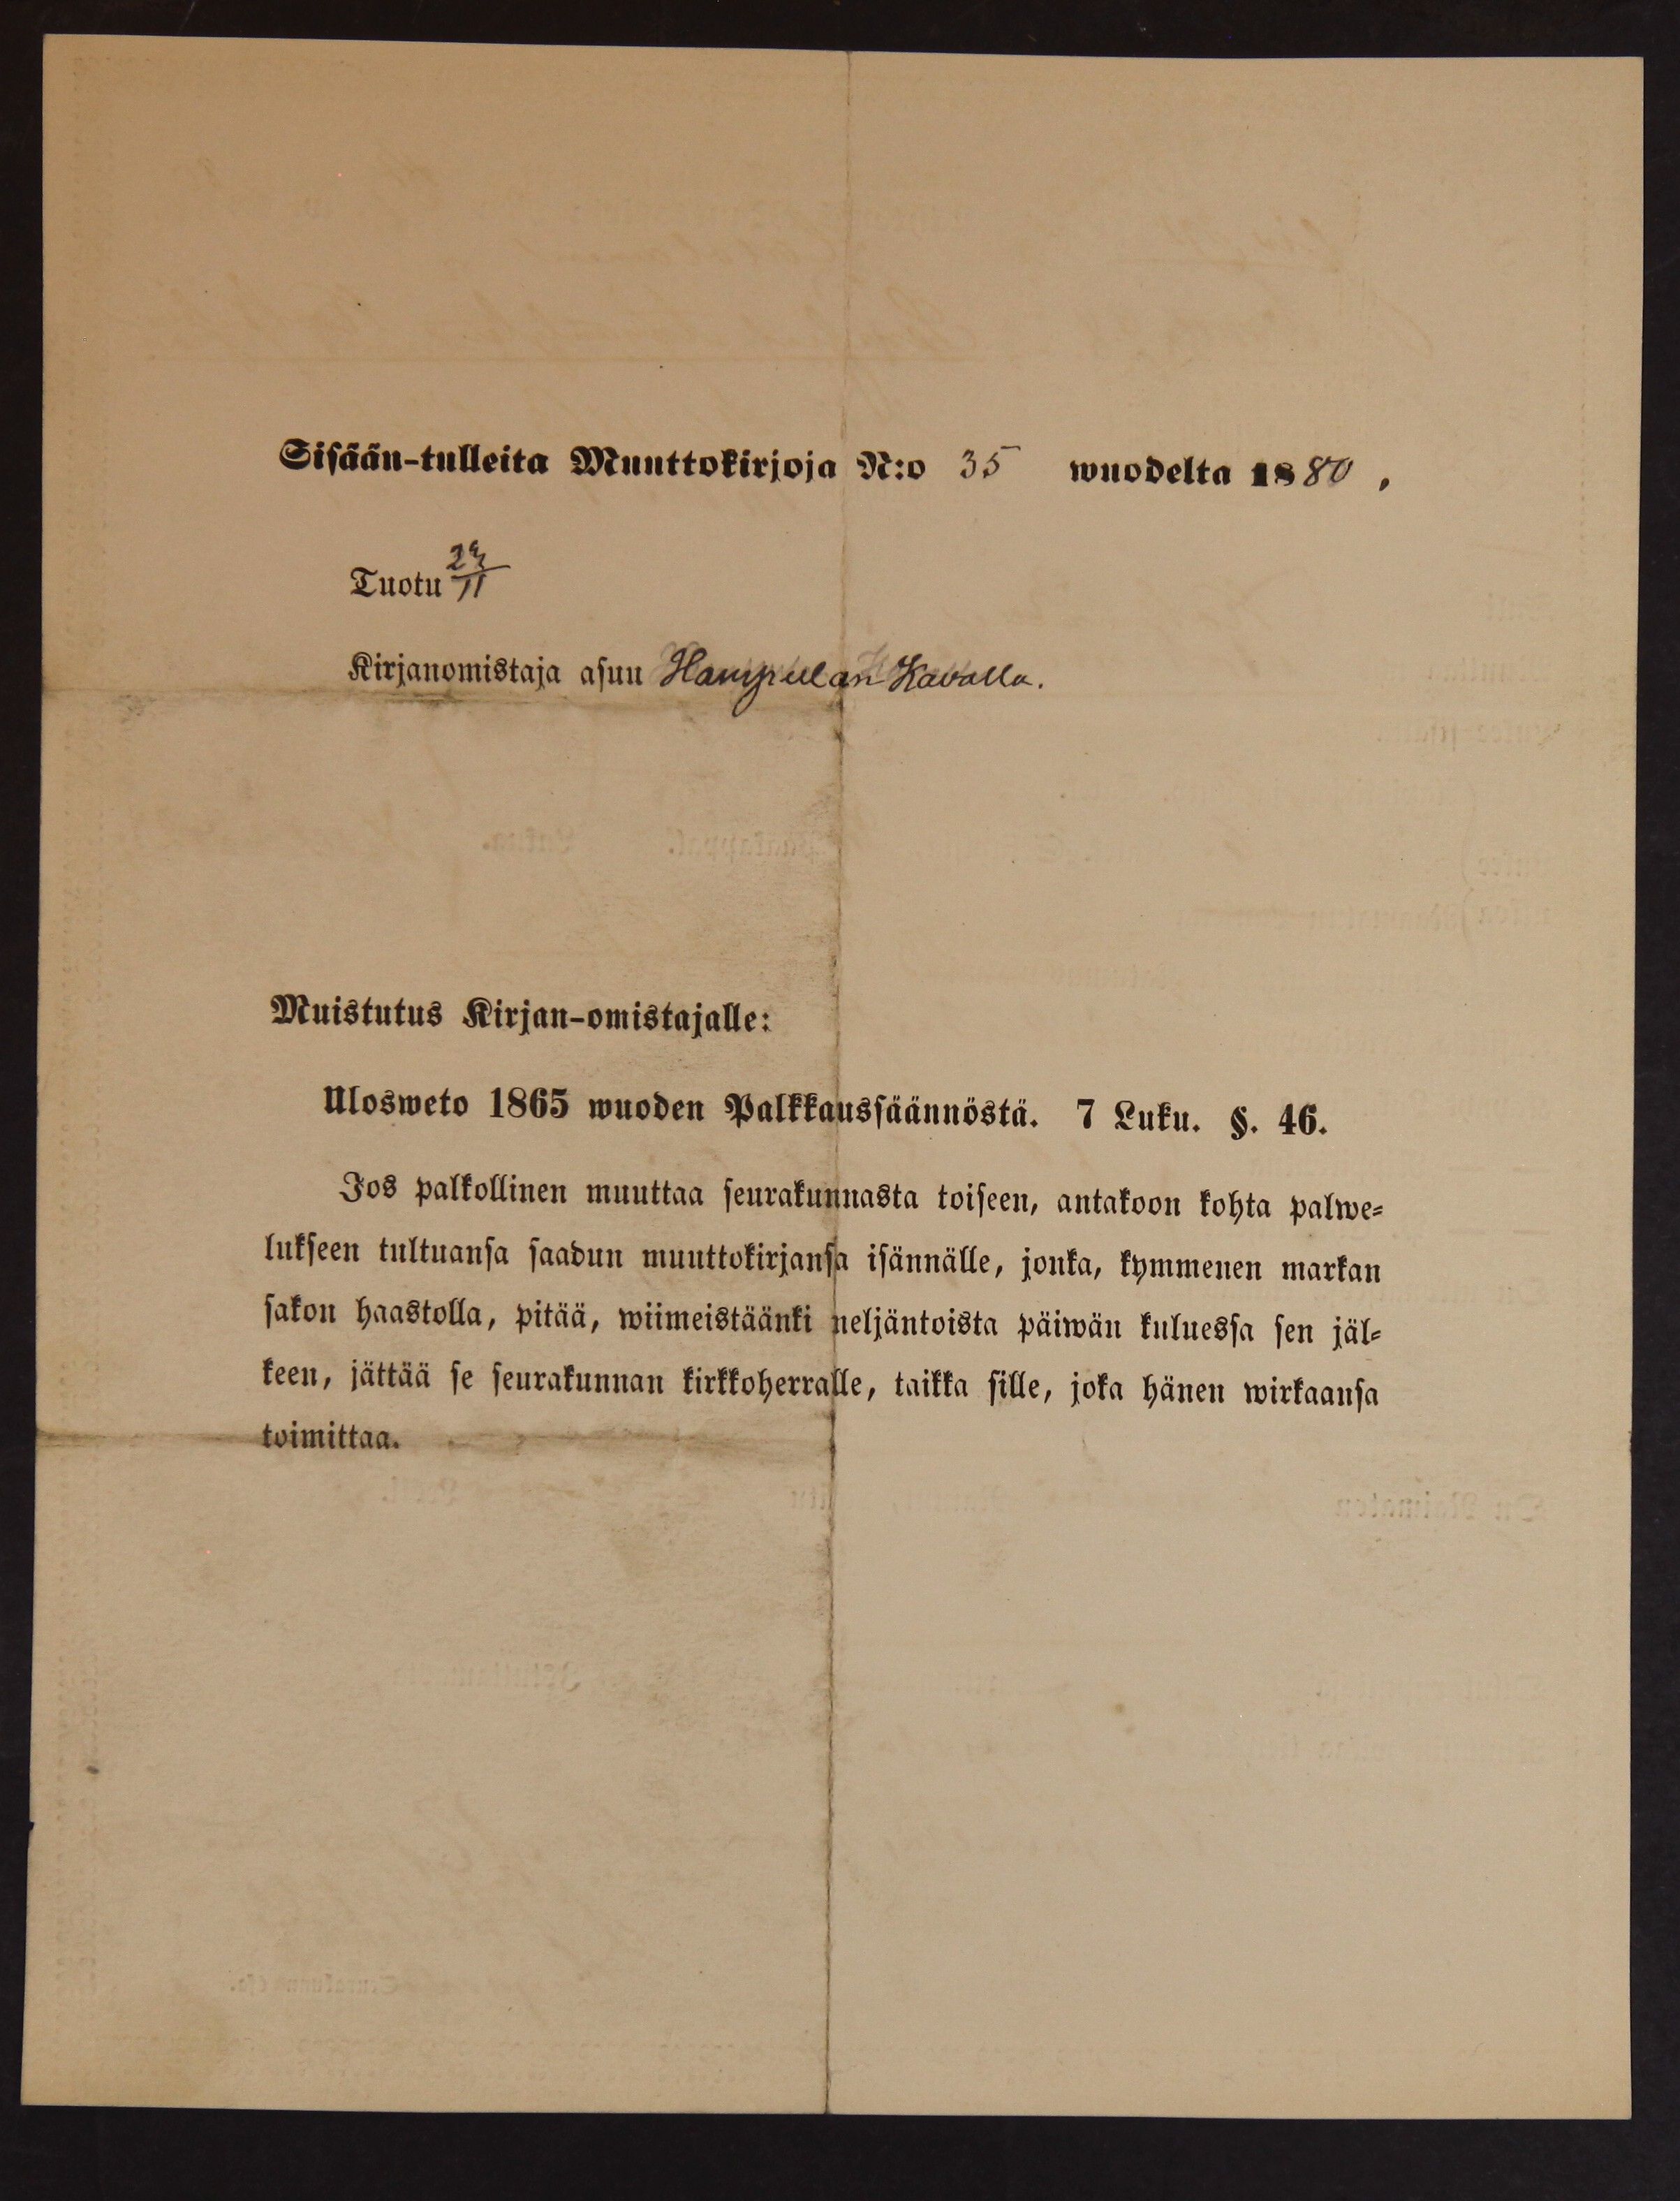 Sisään-tulleita Muuttokirjoja N:o 35 wuodelta 1880.
Tuotu
Kirjanomistaja asuu Hampulan Kavalla.
Muistutus Kirjan-omistajalle:
Ulosweto 1865 wuoden Palkkaussäännöstä. 7 Luku. §. 46.
Jos palkollinen muuttaa seurakunnasta toiseen, antakoon kohta palwe-
lukseen tultuansa saadun muuttokirjansa isännälle, jonka, kymmenen markan
sakon haastolla, pitää, wiimeistäänki neljäntoista päiwän kuluessa sen jäl-
keen, jättää se seurakunnan kirkkoherralle, taikka sille, joka hänen wirkaansa
toimittaa.